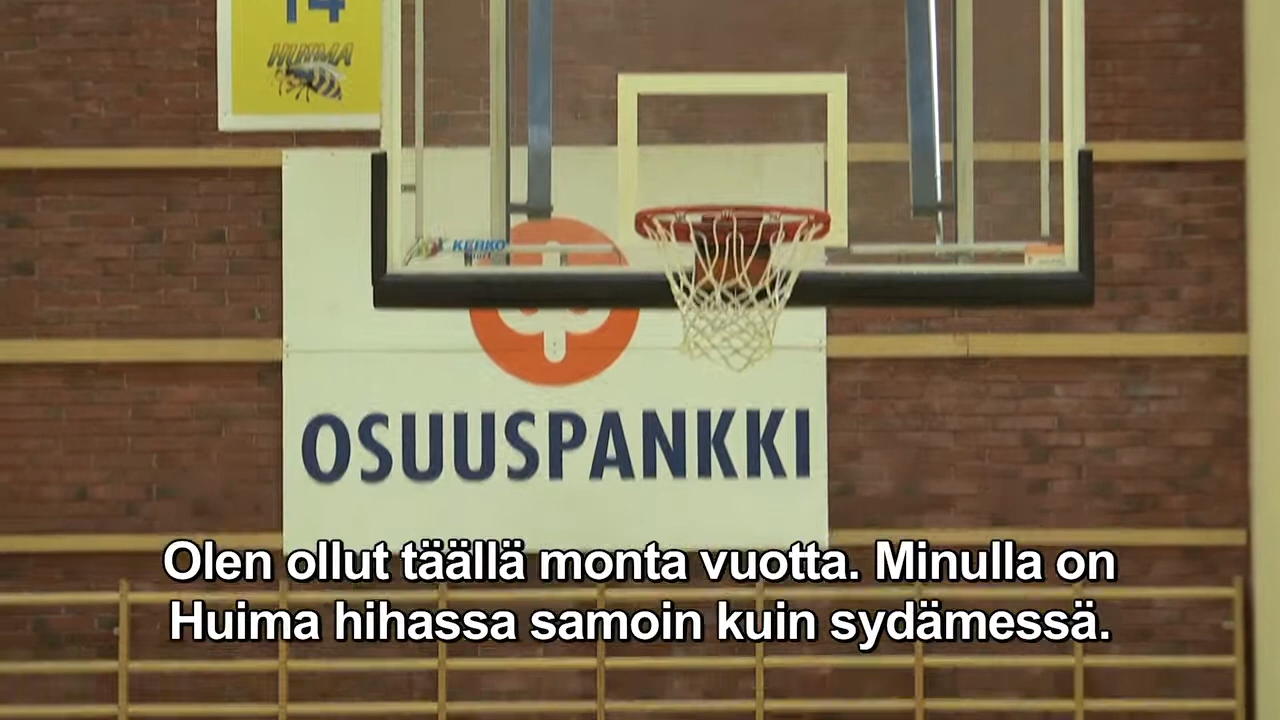 14
HUIMA
KERKO
OSUUSPANKKI
Olen ollut täällä monta vuotta. Minulla on
Huima hihassa samoin kuin sydämessä.